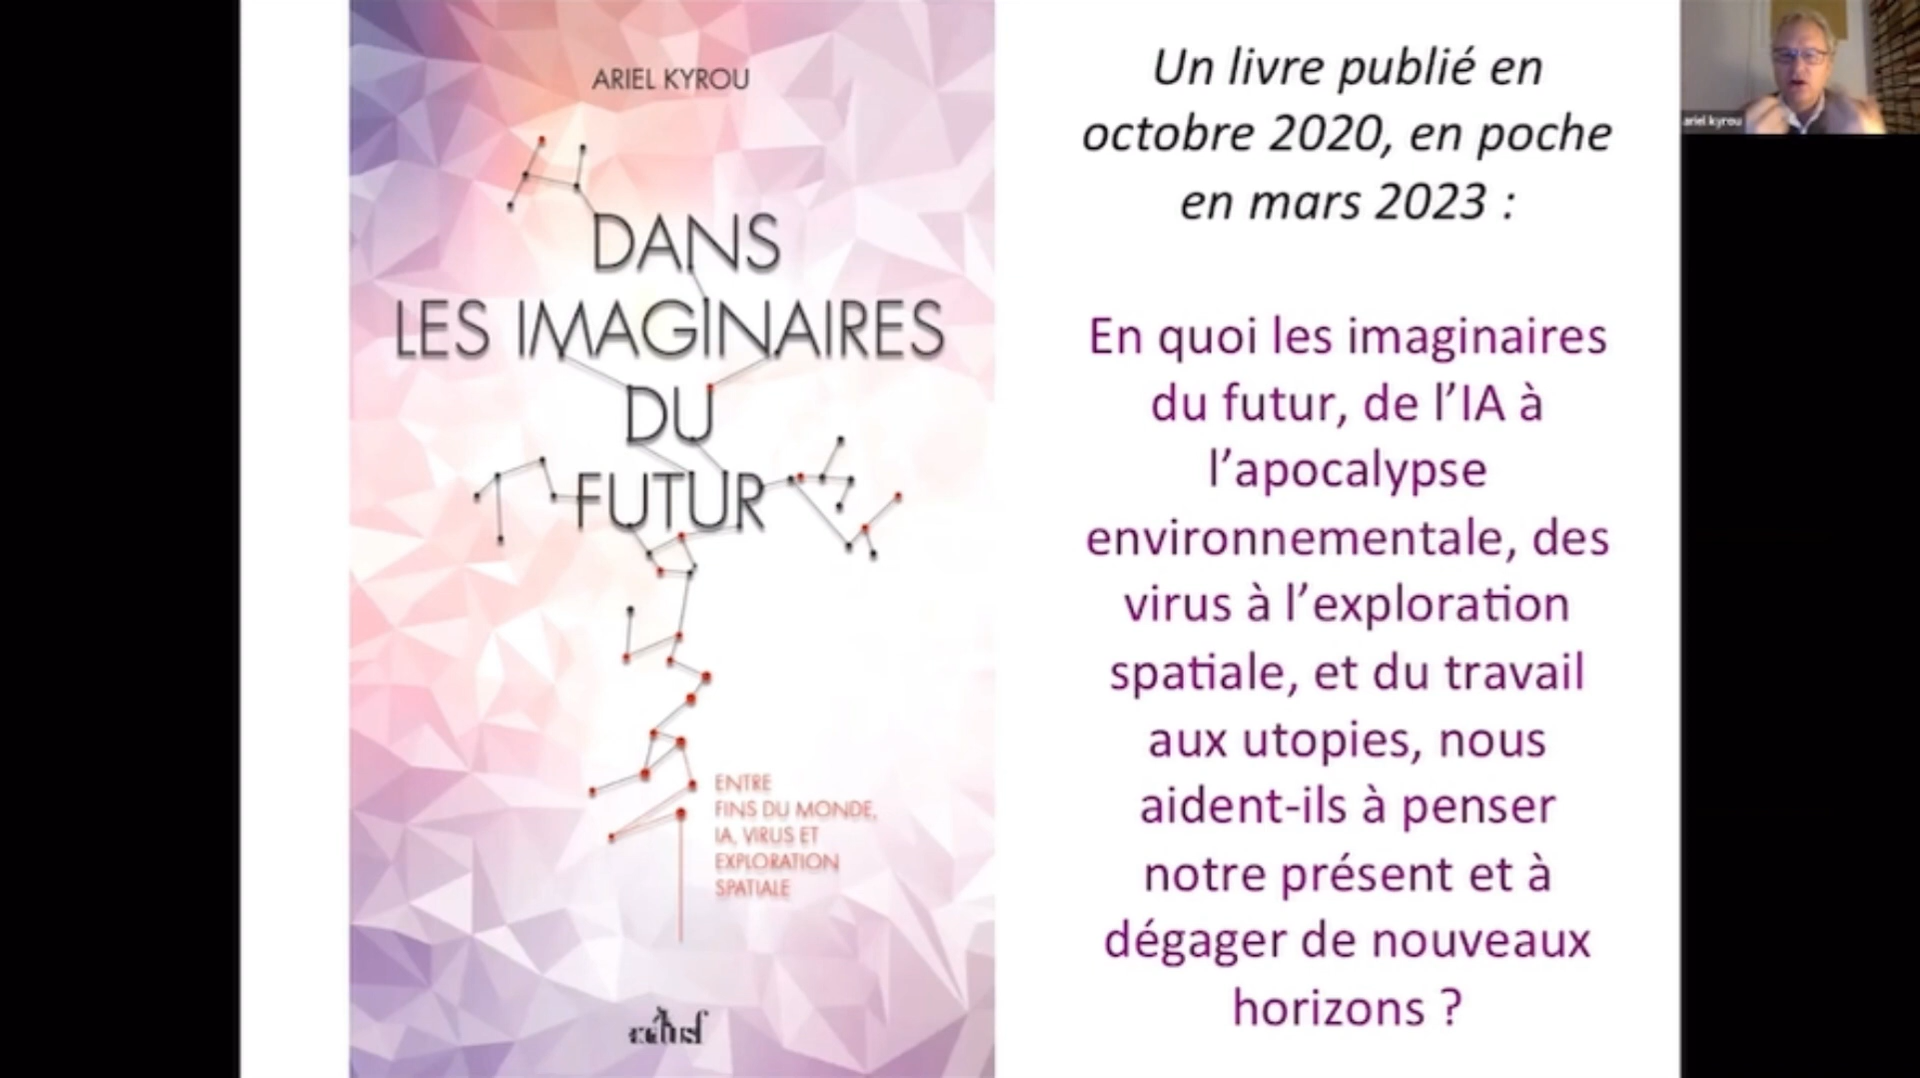 ARIEL KYROU
DANS
LES IMAGINAIRES
DU
FUTUR
ENTRE
FINS DU MONDE,
IA, VIRUS ET
EXPLORATION
SPATIALE
actusf
Un livre publié en
octobre 2020, en poche
en mars 2023 :
En quoi les imaginaires
du futur, de l’IA à
l’apocalypse
environnementale, des
virus à l’exploration
spatiale, et du travail
aux utopies, nous
aident-ils à penser
notre présent et à
dégager de nouveaux
horizons ?
ariel kyrou